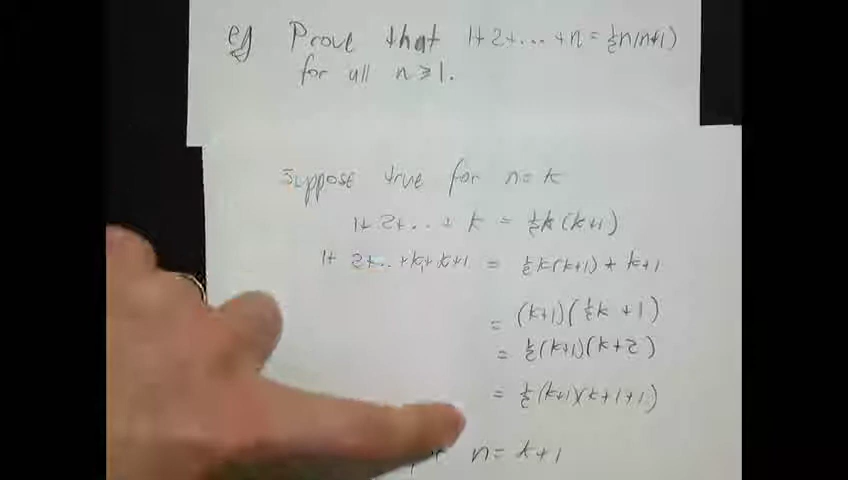 eg Prove that 1+2+...+n=½n(n+1)
for all n≥1.
Suppose true for n=k
1+2+..+k = ½k(k+1)
1+2+..+k+k+1 = ½k(k+1)+k+1
= (k+1)(½k+1)
= ½(k+1)(k+2)
= ½(k+1)(k+1+1)
n=k+1